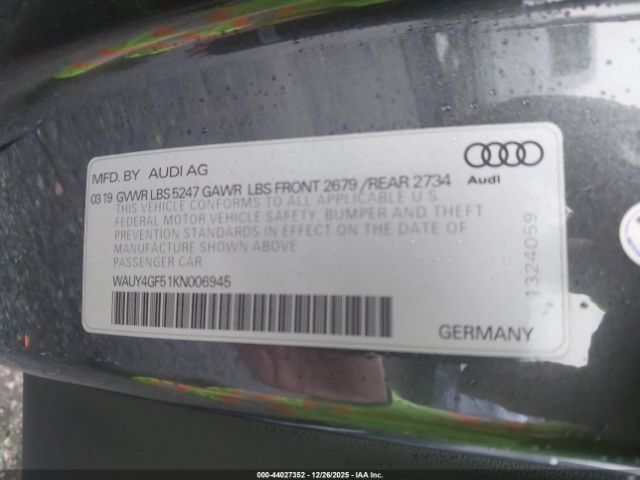 MFD. BY AUDI AG
Audi
03 19 GVWR LBS 5247 GAWR LBS FRONT 2679 /REAR 2734
THIS VEHICLE CONFORMS TO ALL APPLICABLE U S
FEDERAL MOTOR VEHICLE SAFETY, BUMPER AND THEFT
PREVENTION STANDARDS IN EFFECT ON THE DATE OF
MANUFACTURE SHOWN ABOVE
PASSENGER CAR
WAUY4GF51KN006945
1324059
GERMANY
000-44027352 | 12/26/2025 | IAA Inc.